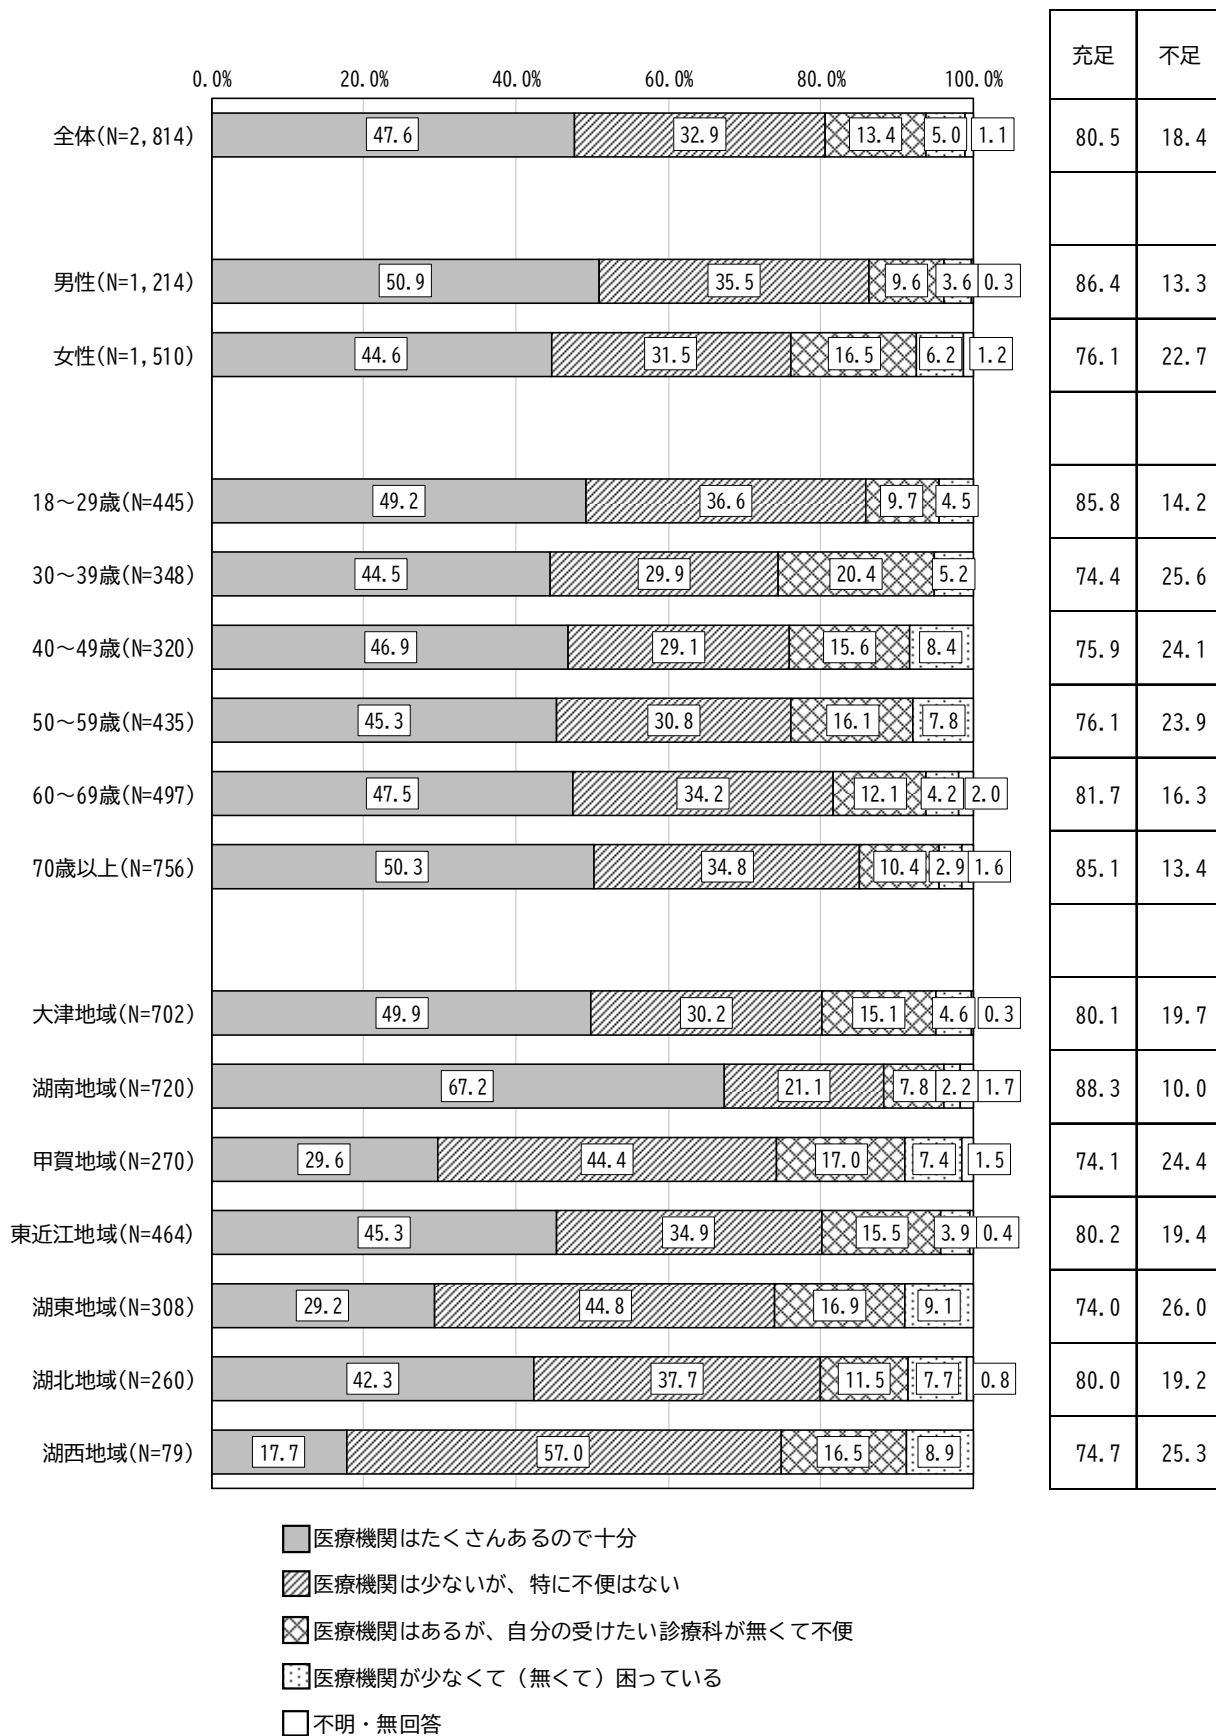 充足 不足
0.0% 20.0% 40.0% 60.0% 80.0% 100.0%
全体(N=2,814) 47.6 32.9 13.4 5.0 1.1 80.5 18.4
男性(N=1,214) 50.9 35.5 9.6 3.6 0.3 86.4 13.3
女性(N=1,510) 44.6 31.5 16.5 6.2 1.2 76.1 22.7
18～29歳(N=445) 49.2 36.6 9.7 4.5 85.8 14.2
30～39歳(N=348) 44.5 29.9 20.4 5.2 74.4 25.6
40～49歳(N=320) 46.9 29.1 15.6 8.4 75.9 24.1
50～59歳(N=435) 45.3 30.8 16.1 7.8 76.1 23.9
60～69歳(N=497) 47.5 34.2 12.1 4.2 2.0 81.7 16.3
70歳以上(N=756) 50.3 34.8 10.4 2.9 1.6 85.1 13.4
大津地域(N=702) 49.9 30.2 15.1 4.6 0.3 80.1 19.7
湖南地域(N=720) 67.2 21.1 7.8 2.2 1.7 88.3 10.0
甲賀地域(N=270) 29.6 44.4 17.0 7.4 1.5 74.1 24.4
東近江地域(N=464) 45.3 34.9 15.5 3.9 0.4 80.2 19.4
湖東地域(N=308) 29.2 44.8 16.9 9.1 74.0 26.0
湖北地域(N=260) 42.3 37.7 11.5 7.7 0.8 80.0 19.2
湖西地域(N=79) 17.7 57.0 16.5 8.9 74.7 25.3
医療機関はたくさんあるので十分
医療機関は少ないが、特に不便はない
医療機関はあるが、自分の受けたい診療科が無くて不便
医療機関が少なくて（無くて）困っている
不明・無回答